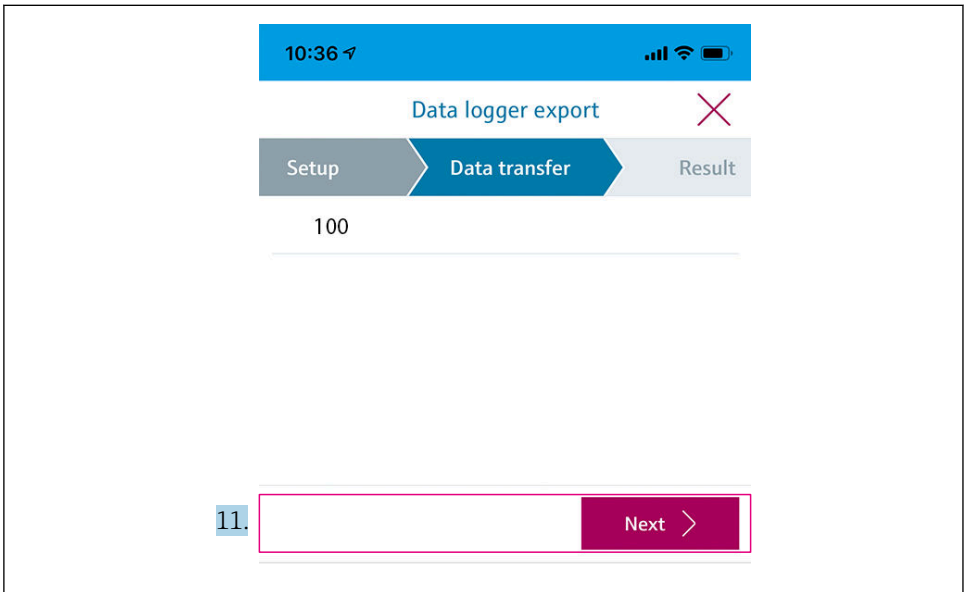 10:36
Data logger export
Setup Data transfer Result
100
11. Next